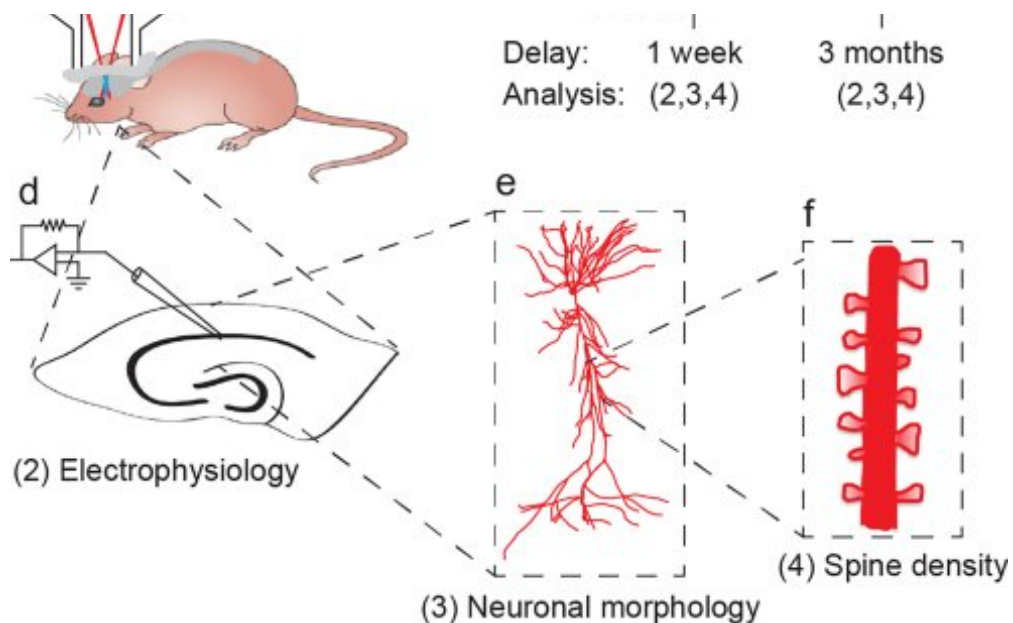 Delay: 1 week 3 months
Analysis: (2,3,4) (2,3,4)
d
e
f
(2) Electrophysiology
(3) Neuronal morphology
(4) Spine density